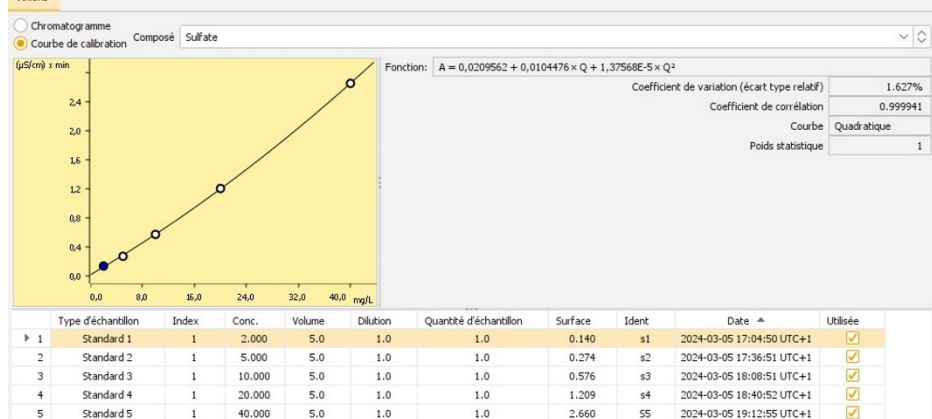 Chromatogramme
Courbe de calibration
Composé Sulfate
(µS/cm) x min
2,4
2,0
1,6
1,2
0,8
0,4
0,0
0,0 8,0 16,0 24,0 32,0 40,0 mg/L
Fonction: A = 0,0209562 + 0,0104476 × Q + 1,37568E-5 × Q²
Coefficient de variation (écart type relatif) 1.627%
Coefficient de corrélation 0.999941
Courbe Quadratique
Poids statistique 1
Type d'échantillon Index Conc. Volume Dilution Quantité d'échantillon Surface Ident Date Utilisée
1 Standard 1 1 2.000 5.0 1.0 1.0 0.140 s1 2024-03-05 17:04:50 UTC+1
2 Standard 2 1 5.000 5.0 1.0 1.0 0.274 s2 2024-03-05 17:36:51 UTC+1
3 Standard 3 1 10.000 5.0 1.0 1.0 0.576 s3 2024-03-05 18:08:51 UTC+1
4 Standard 4 1 20.000 5.0 1.0 1.0 1.209 s4 2024-03-05 18:40:52 UTC+1
5 Standard 5 1 40.000 5.0 1.0 1.0 2.660 S5 2024-03-05 19:12:55 UTC+1